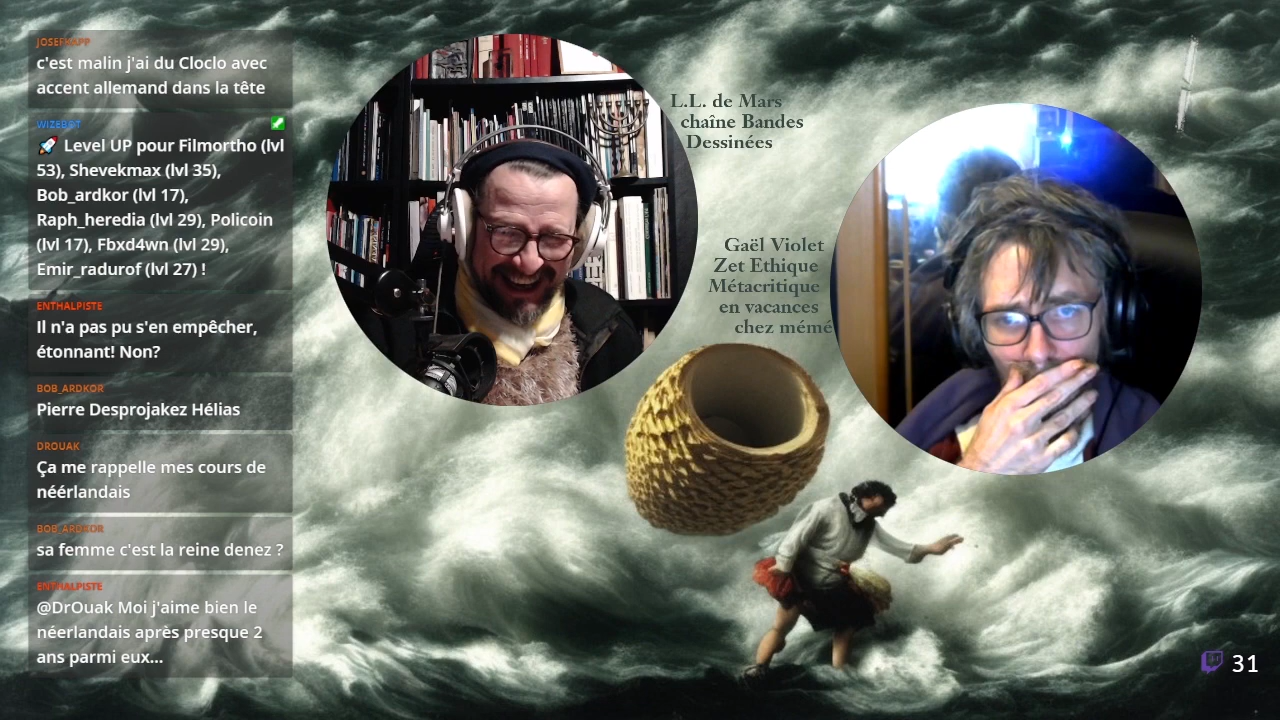 JOSEFHAPP
c'est malin j'ai du Cloclo avec
accent allemand dans la tête
WIZEBOT
Level UP pour Filmortho (lvl
53), Shevekmax (lvl 35),
Bob_ardkor (lvl 17),
Raph_heredia (lvl 29), Policoin
(lvl 17), Fbxd4wn (lvl 29),
Emir_radurof (lvl 27) !
ENTHALPISTE
Il n'a pas pu s'en empêcher,
étonnant! Non?
BOB_ARDKOR
Pierre Desprojakez Hélias
DROUAK
Ça me rappelle mes cours de
néérlandais
BOB_ARDKOR
sa femme c'est la reine denez ?
ENTHALPISTE
@DrOuak Moi j'aime bien le
néerlandais après presque 2
ans parmi eux...
L.L. de Mars
chaîne Bandes
Dessinées
Gaël Violet
Zet Ethique
Métacritique
en vacances
chez mémé
31